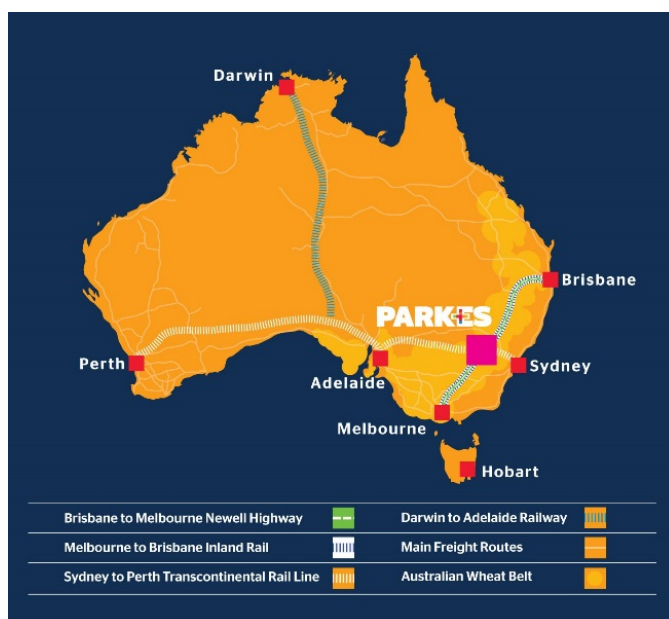 Darwin
Brisbane
PARKES
Perth
Sydney
Adelaide
Melbourne
Hobart
Brisbane to Melbourne Newell Highway
Darwin to Adelaide Railway
Melbourne to Brisbane Inland Rail
Main Freight Routes
Sydney to Perth Transcontinental Rail Line
Australian Wheat Belt